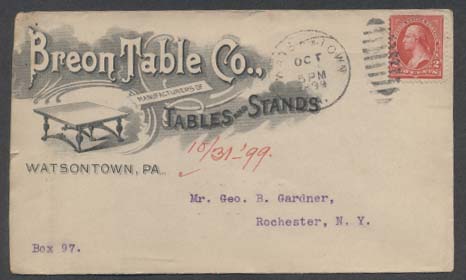 Breon Table Co.,
MANUFACTURERS OF
TABLES AND STANDS.
WATSONTOWN, PA.
WATSONTOWN
OCT
5 PM
10/31-'99.
Mr. Geo. B. Gardner,
Rochester, N. Y.
Box 97.